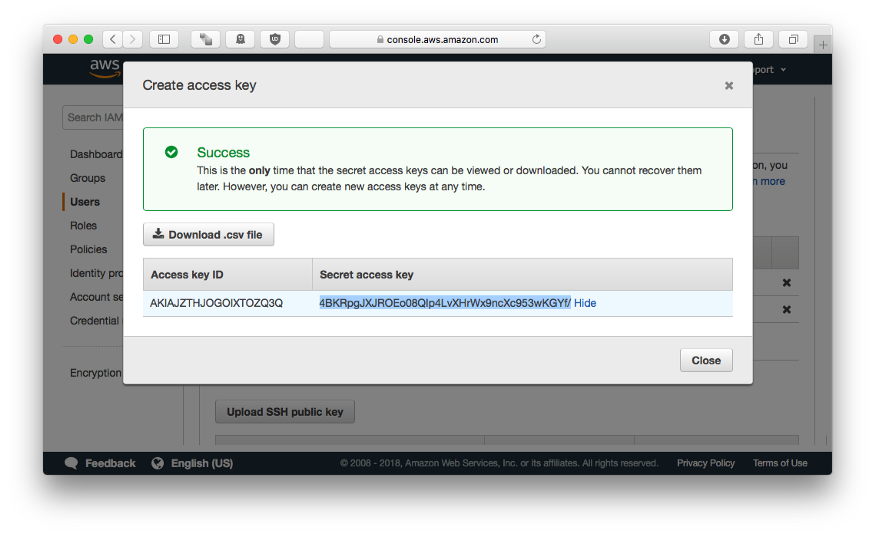 console.aws.amazon.com
aws
port
Create access key
Search IAM
Success
This is the only time that the secret access keys can be viewed or downloaded. You cannot recover them
later. However, you can create new access keys at any time.
Dashboard
Groups
Users
Roles
Policies
Identity pro
Account se
Credential
Encryption
on, you
n more
Download .csv file
Access key ID Secret access key
AKIAJZTHJOGOIXTOZQ3Q 4BKRpgJXJROEo08Qlp4LvXHrWx9ncXc953wKGYf/ Hide
Close
Upload SSH public key
Feedback English (US) © 2008 - 2018, Amazon Web Services, Inc. or its affiliates. All rights reserved. Privacy Policy Terms of Use